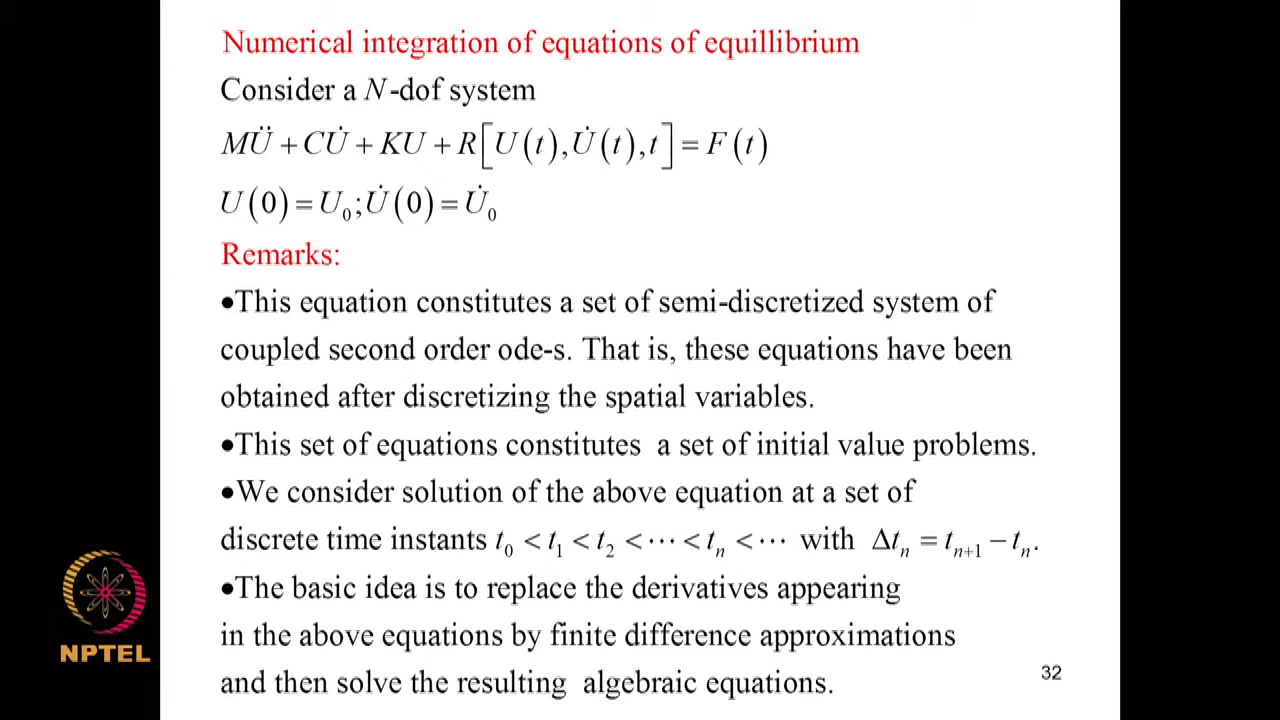 Numerical integration of equations of equillibrium
Consider a N-dof system
MÜ + CU̇ + KU + R[U(t), U̇(t), t] = F(t)
U(0) = U₀; U̇(0) = U̇₀
Remarks:
•This equation constitutes a set of semi-discretized system of
coupled second order ode-s. That is, these equations have been
obtained after discretizing the spatial variables.
•This set of equations constitutes a set of initial value problems.
•We consider solution of the above equation at a set of
discrete time instants t₀ < t₁ < t₂ < ⋯ < tₙ < ⋯ with Δtₙ = tₙ₊₁ − tₙ.
•The basic idea is to replace the derivatives appearing
in the above equations by finite difference approximations
and then solve the resulting algebraic equations.
NPTEL
32